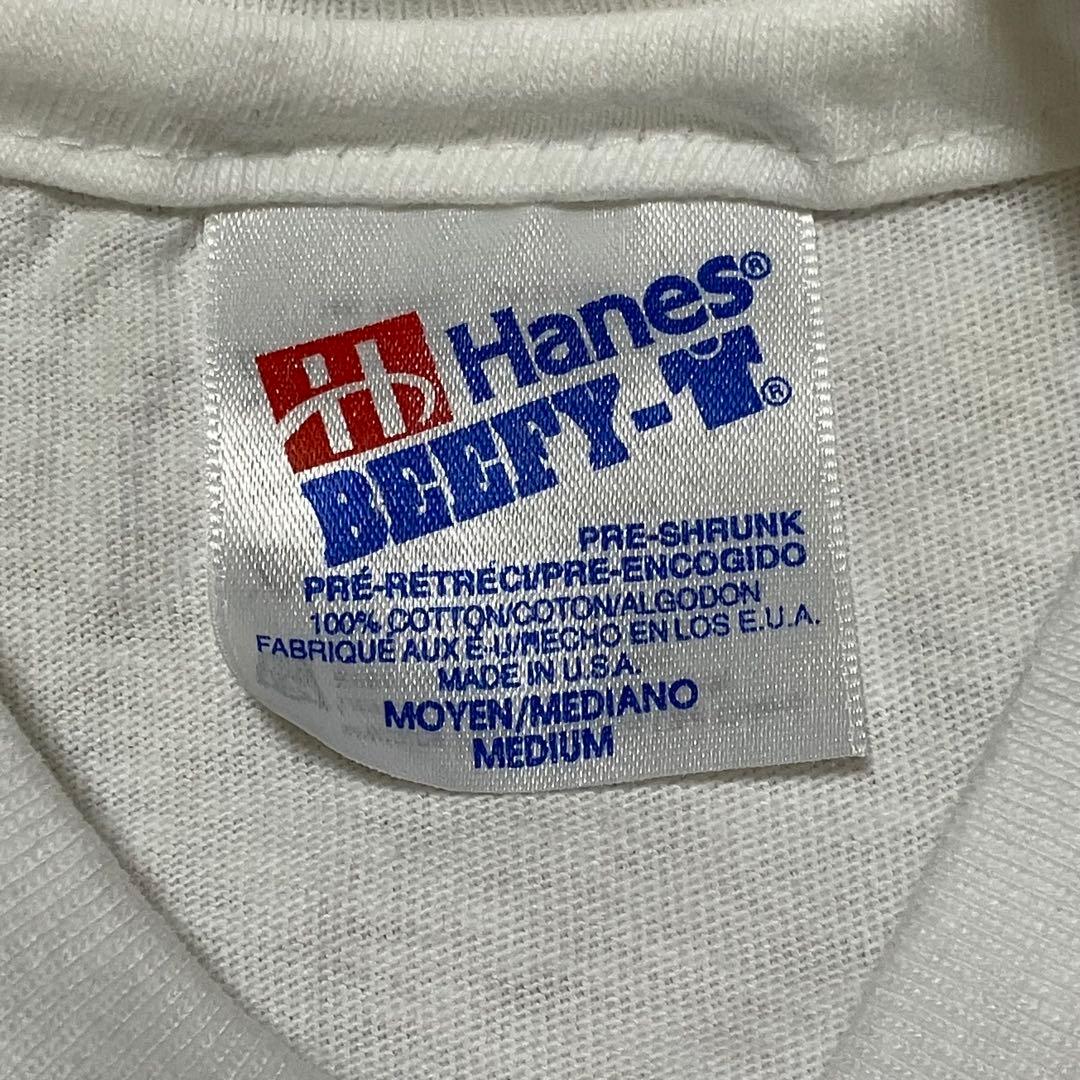 Hanes®
BEEFY-T®
PRE-SHRUNK
PRÉ-RÉTRÉCI/PRE-ENCOGIDO
100% COTTON/COTON/ALGODON
FABRIQUÉ AUX É-U/HECHO EN LOS E.U.A.
MADE IN U.S.A.
MOYEN/MEDIANO
MEDIUM